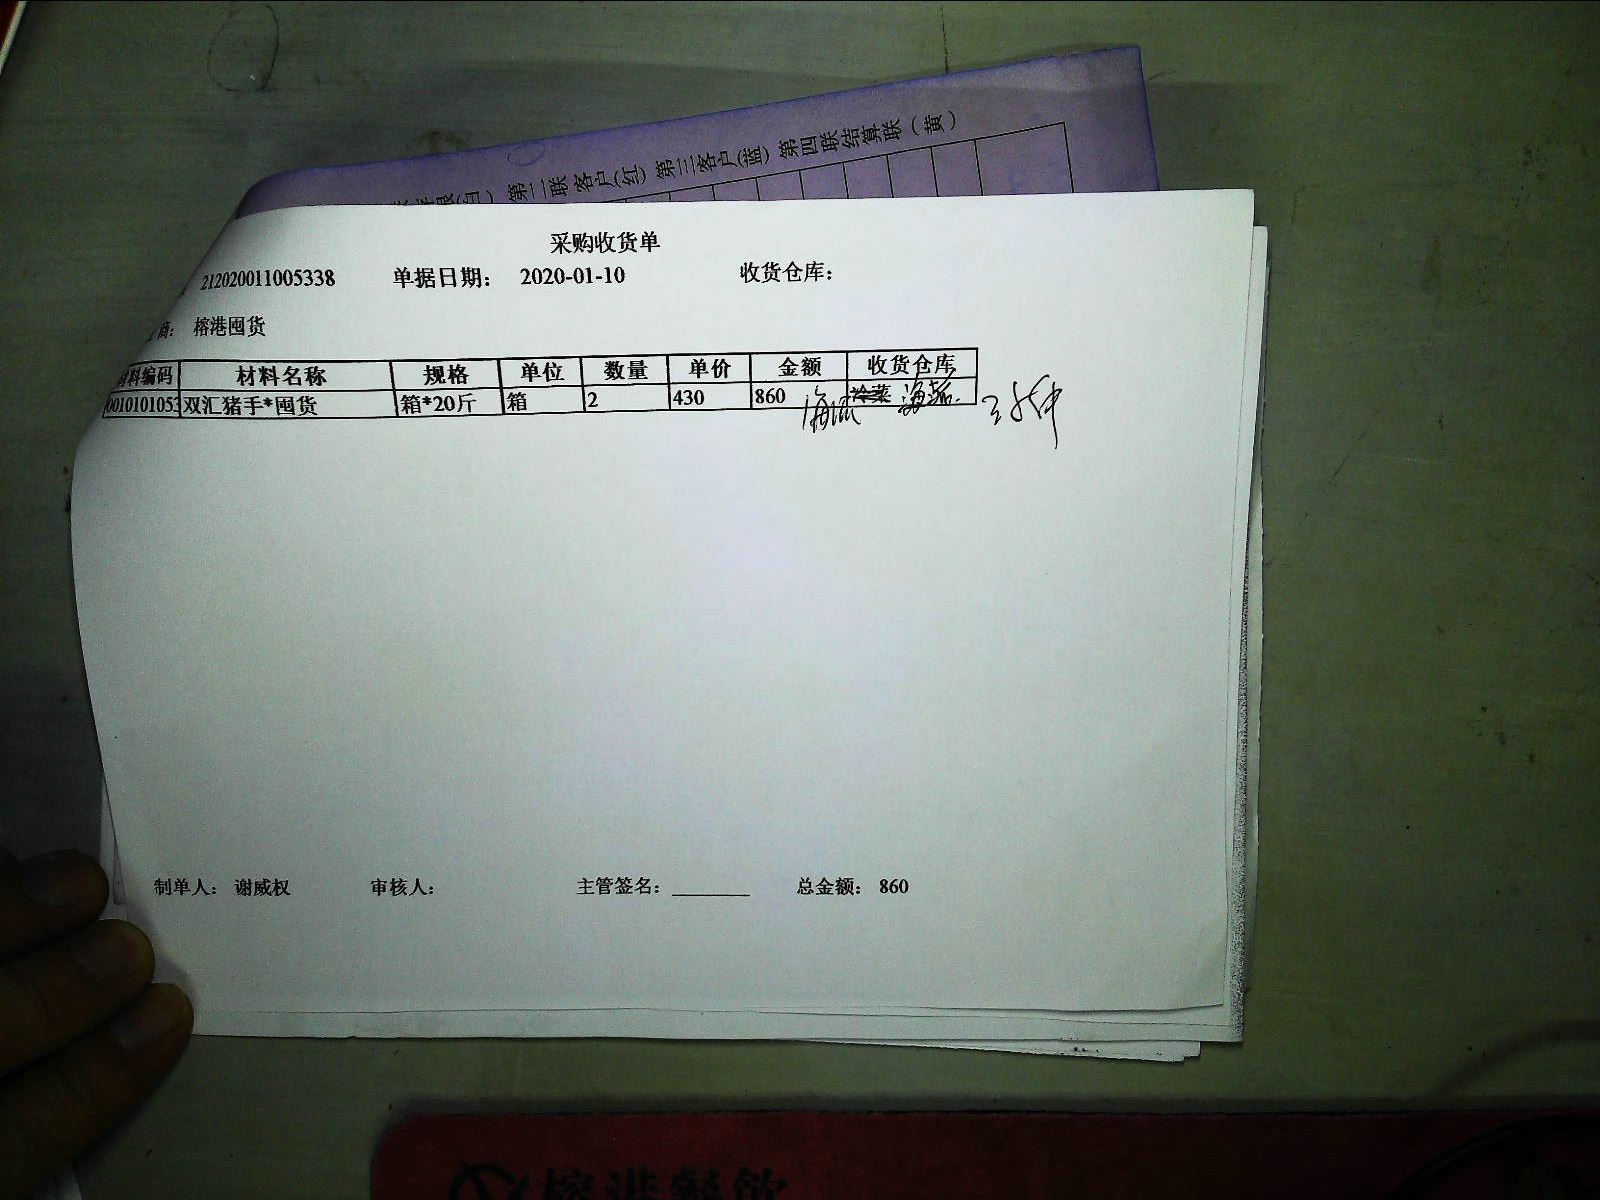 第二联客户(红) 第三客户(蓝) 第四联结算联(黄)
采购收货单
212020011005338 单据日期: 2020-01-10 收货仓库:
商: 榕港囤货
材料编码 材料名称 规格 单位 数量 单价 金额 收货仓库
0010101053 双汇猪手*囤货 箱*20斤 箱 2 430 860 冷菜
制单人: 谢威权 审核人: 主管签名: 总金额: 860
榕港餐饮